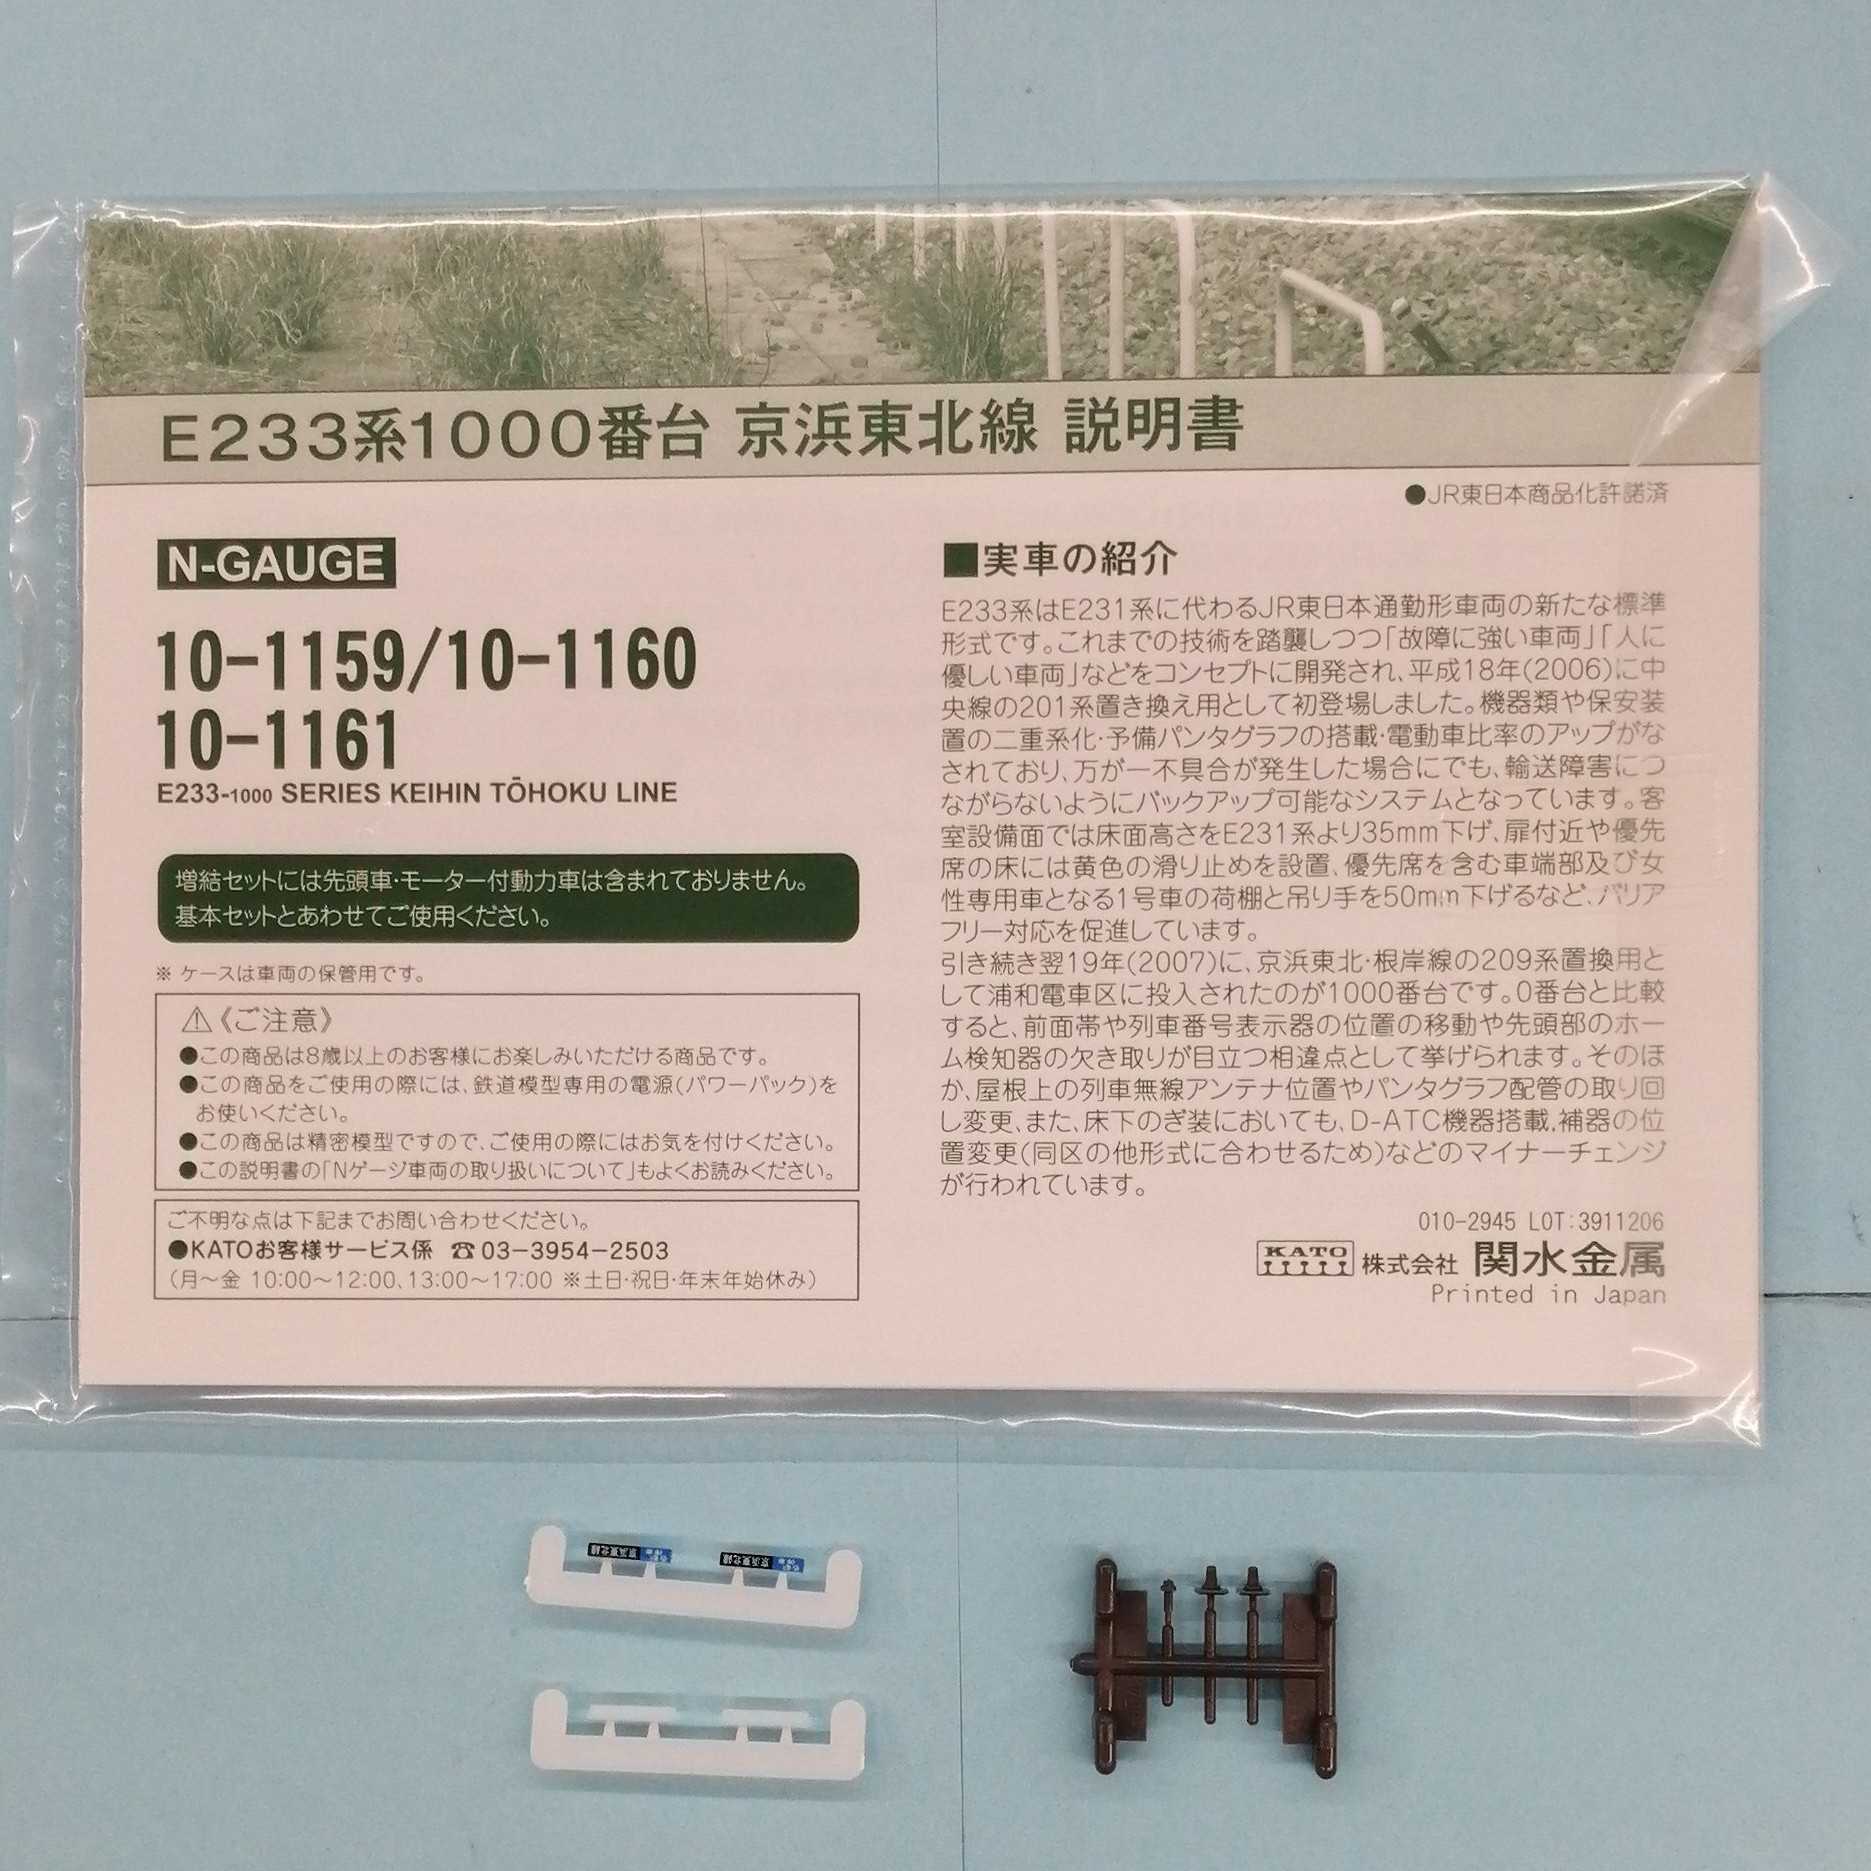 E233系1000番台 京浜東北線 説明書
●JR東日本商品化許諾済
N-GAUGE
10-1159/10-1160
10-1161
E233-1000 SERIES KEIHIN TŌHOKU LINE
増結セットには先頭車･モーター付動力車は含まれておりません。
基本セットとあわせてご使用ください。
※ ケースは車両の保管用です。
⚠《ご注意》
●この商品は8歳以上のお客様にお楽しみいただける商品です。
●この商品をご使用の際には、鉄道模型専用の電源(パワーパック)を
お使いください。
●この商品は精密模型ですので、ご使用の際にはお気を付けください。
●この説明書の｢Nゲージ車両の取り扱いについて｣もよくお読みください。
ご不明な点は下記までお問い合わせください。
●KATOお客様サービス係 ☎03-3954-2503
(月～金 10:00～12:00、13:00～17:00 ※土日･祝日･年末年始休み)
■実車の紹介
E233系はE231系に代わるJR東日本通勤形車両の新たな標準
形式です。これまでの技術を踏襲しつつ｢故障に強い車両｣｢人に
優しい車両｣などをコンセプトに開発され、平成18年(2006)に中
央線の201系置き換え用として初登場しました。機器類や保安装
置の二重系化･予備パンタグラフの搭載･電動車比率のアップがな
されており、万が一不具合が発生した場合にでも、輸送障害につ
ながらないようにバックアップ可能なシステムとなっています。客
室設備面では床面高さをE231系より35mm下げ、扉付近や優先
席の床には黄色の滑り止めを設置、優先席を含む車端部及び女
性専用車となる1号車の荷棚と吊り手を50mm下げるなど、バリア
フリー対応を促進しています。
引き続き翌19年(2007)に、京浜東北･根岸線の209系置換用と
して浦和電車区に投入されたのが1000番台です。0番台と比較
すると、前面帯や列車番号表示器の位置の移動や先頭部のホー
ム検知器の欠き取りが目立つ相違点として挙げられます。そのほ
か、屋根上の列車無線アンテナ位置やパンタグラフ配管の取り回
し変更、また、床下のぎ装においても、D-ATC機器搭載､補器の位
置変更(同区の他形式に合わせるため)などのマイナーチェンジ
が行われています。
010-2945 LOT:3911206
KATO 株式会社 関水金属
Printed in Japan
京浜東北線
京浜東北線